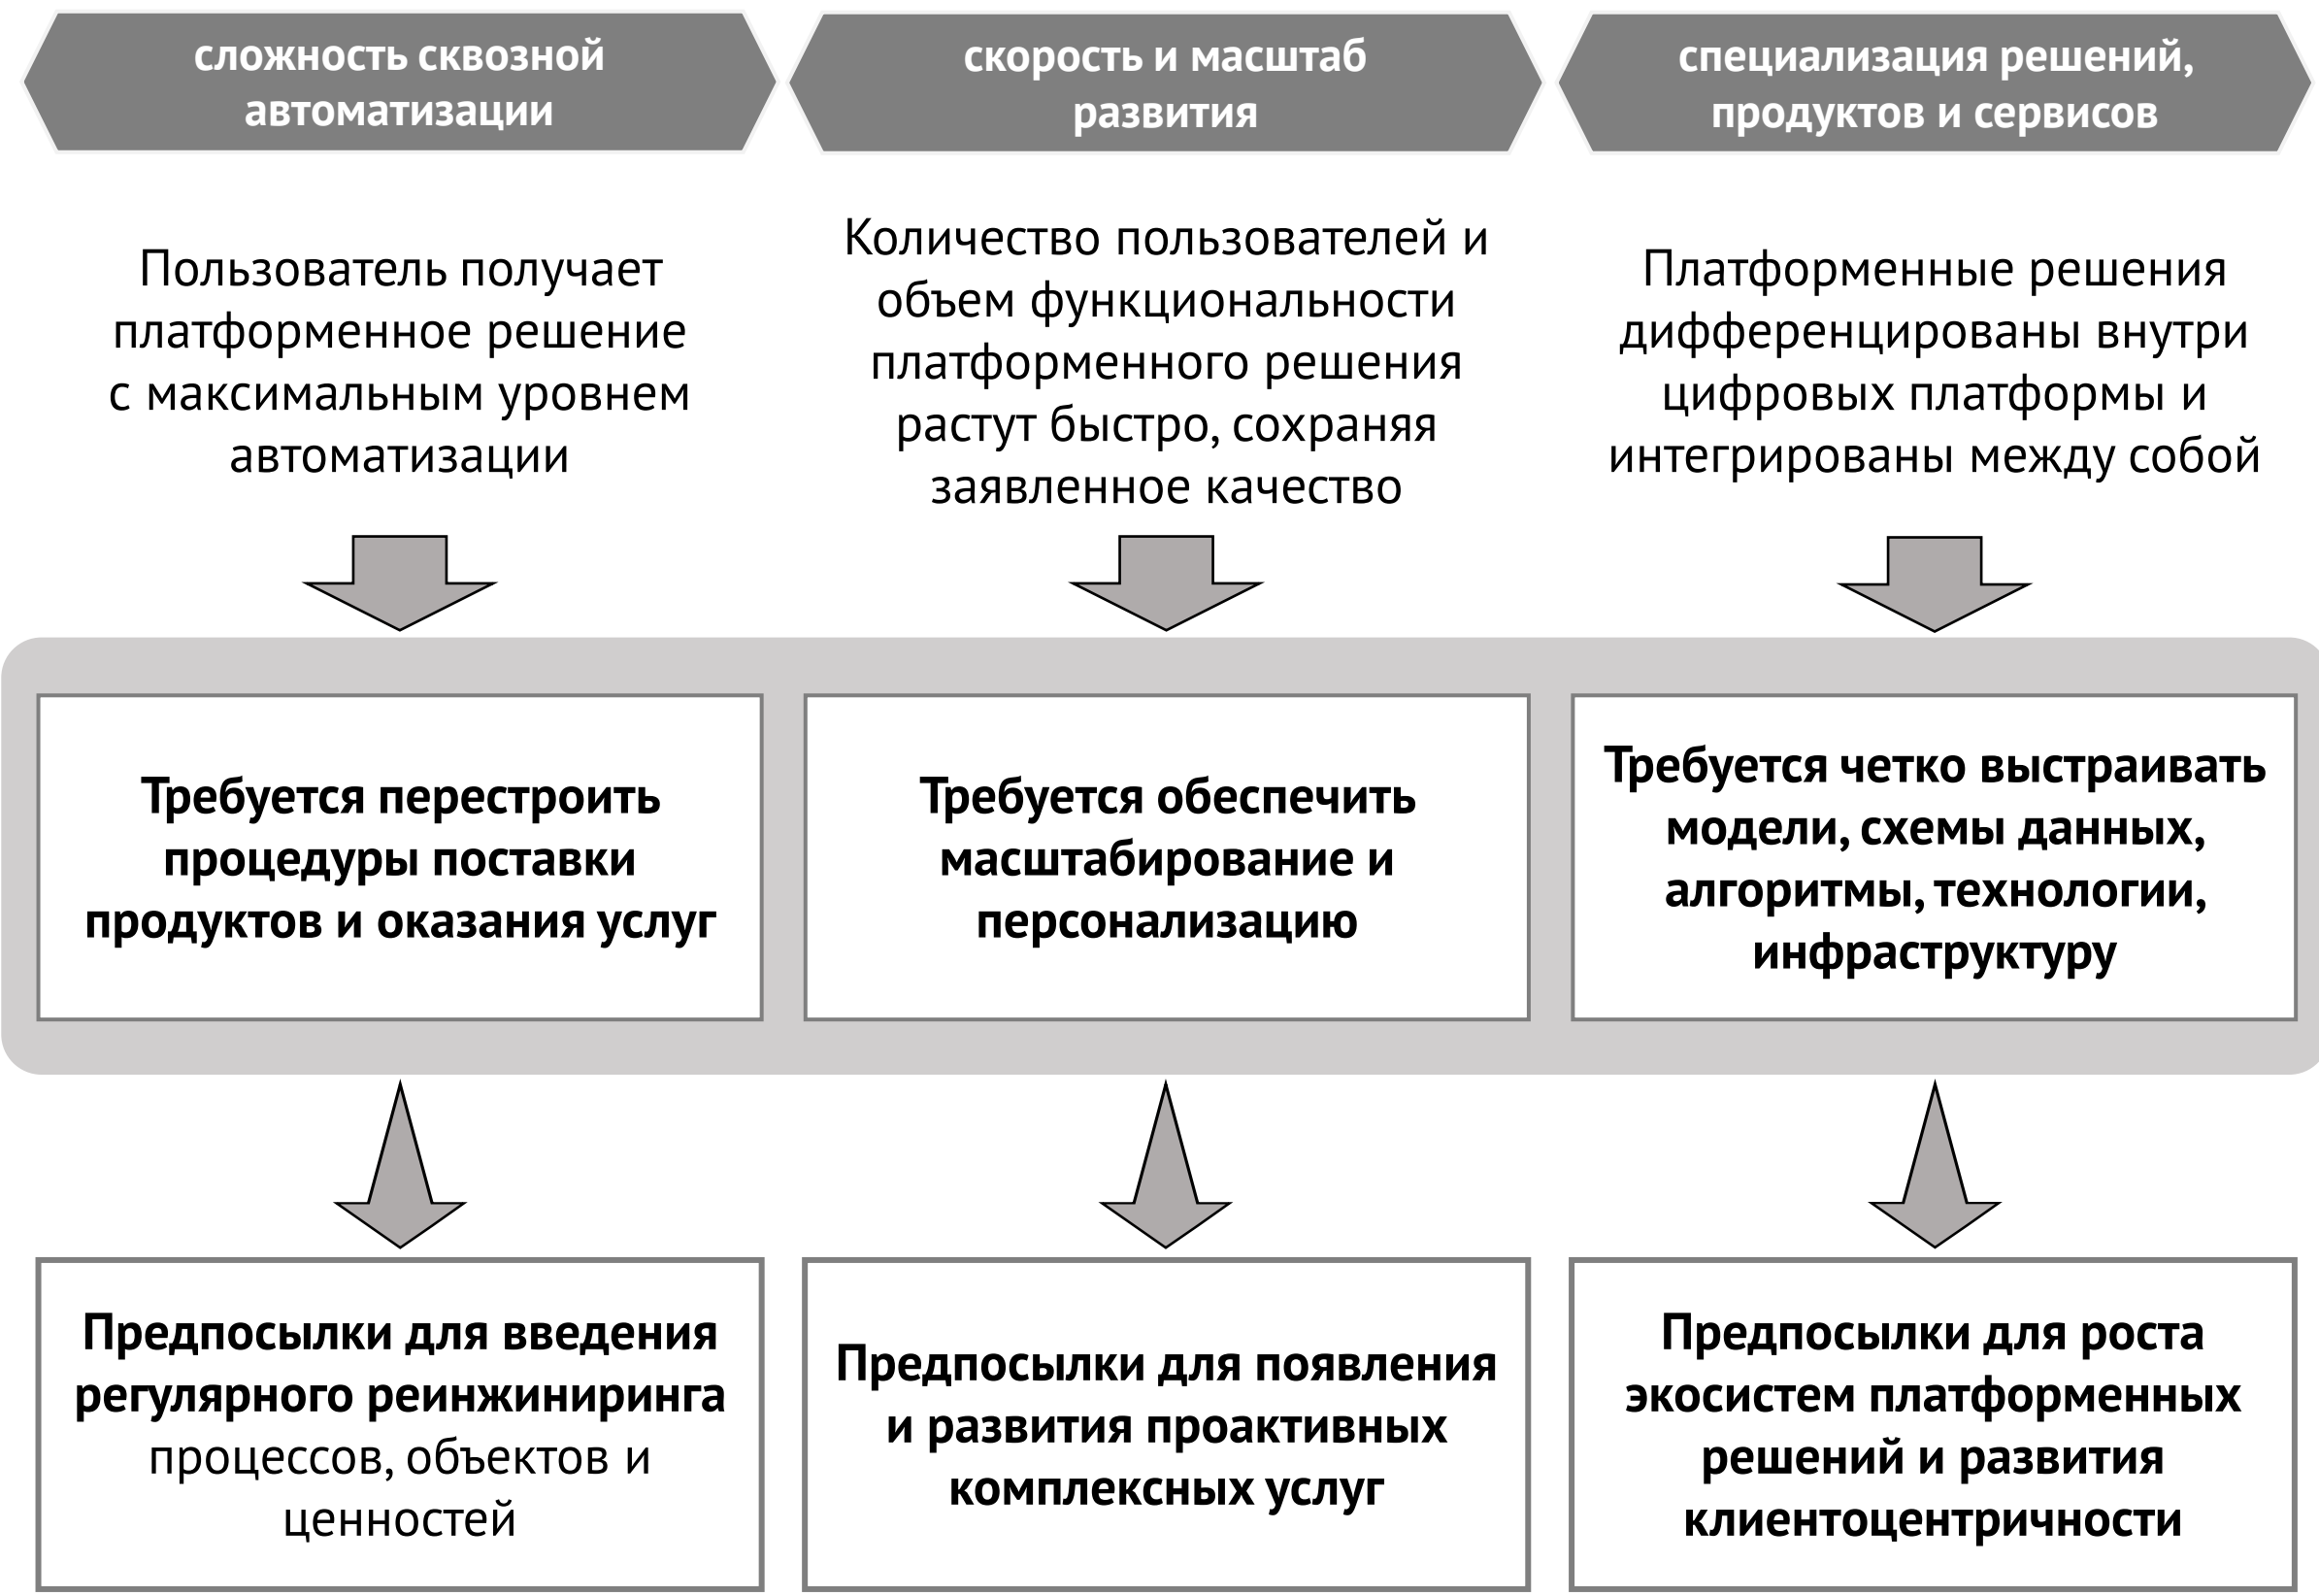 сложность сквозной
автоматизации
скорость и масштаб
развития
специализация решений,
продуктов и сервисов
Пользователь получает
платформенное решение
с максимальным уровнем
автоматизации
Количество пользователей и
объем функциональности
платформенного решения
растут быстро, сохраняя
заявленное качество
Платформенные решения
дифференцированы внутри
цифровых платформы и
интегрированы между собой
Требуется перестроить
процедуры поставки
продуктов и оказания услуг
Требуется обеспечить
масштабирование и
персонализацию
Требуется четко выстраивать
модели, схемы данных,
алгоритмы, технологии,
инфраструктуру
Предпосылки для введения
регулярного реинжиниринга
процессов, объектов и
ценностей
Предпосылки для появления
и развития проактивных
комплексных услуг
Предпосылки для роста
экосистем платформенных
решений и развития
клиентоцентричности